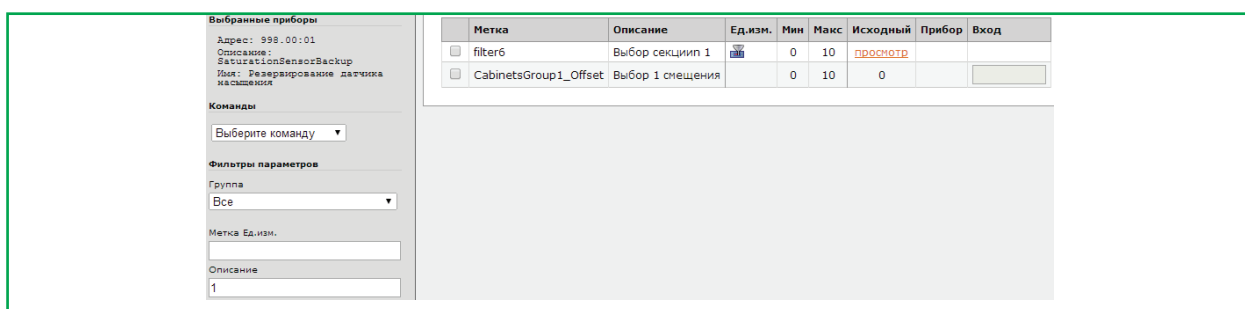 Выбранные приборы
Адрес: 998.00:01
Описание:
SaturationSensorBackup
Имя: Резервирование датчика
насыщения
Команды
Выберите команду
Фильтры параметров
Группа
Все
Метка Ед.изм.
Описание
1
Метка Описание Ед.изм. Мин Макс Исходный Прибор Вход
filter6 Выбор секциип 1 0 10 просмотр
CabinetsGroup1_Offset Выбор 1 смещения 0 10 0